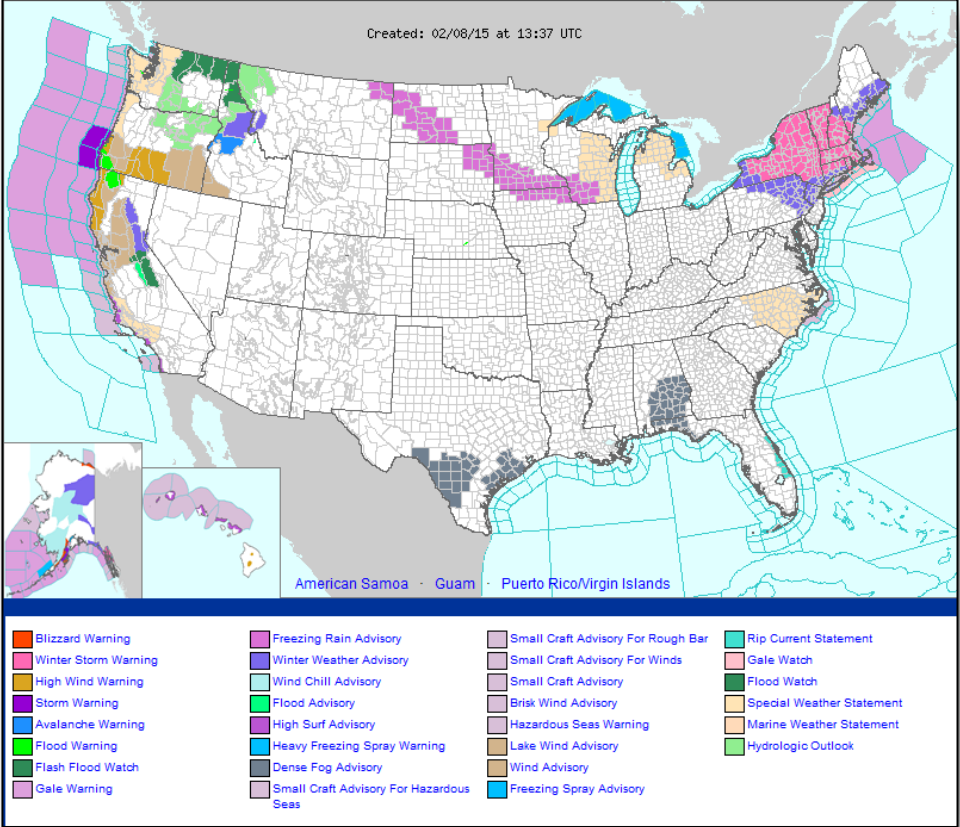 Created: 02/08/15 at 13:37 UTC
American Samoa · Guam · Puerto Rico/Virgin Islands
Blizzard Warning
Winter Storm Warning
High Wind Warning
Storm Warning
Avalanche Warning
Flood Warning
Flash Flood Watch
Gale Warning
Freezing Rain Advisory
Winter Weather Advisory
Wind Chill Advisory
Flood Advisory
High Surf Advisory
Heavy Freezing Spray Warning
Dense Fog Advisory
Small Craft Advisory For Hazardous
Seas
Small Craft Advisory For Rough Bar
Small Craft Advisory For Winds
Small Craft Advisory
Brisk Wind Advisory
Hazardous Seas Warning
Lake Wind Advisory
Wind Advisory
Freezing Spray Advisory
Rip Current Statement
Gale Watch
Flood Watch
Special Weather Statement
Marine Weather Statement
Hydrologic Outlook